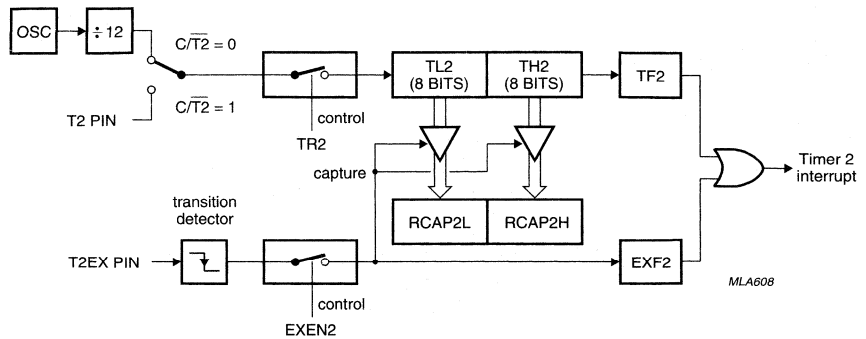 OSC
÷ 12
C/T2̅ = 0
C/T2̅ = 1
T2 PIN
control
TR2
TL2
(8 BITS)
TH2
(8 BITS)
TF2
capture
RCAP2L
RCAP2H
Timer 2
interrupt
transition
detector
T2EX PIN
control
EXEN2
EXF2
MLA608